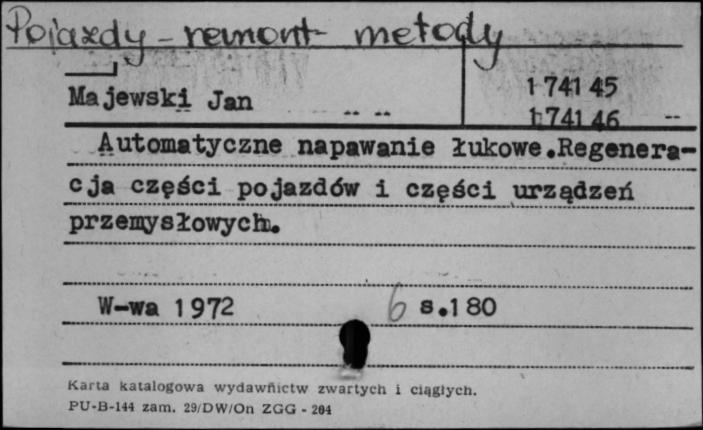 Pojazdy - remont - metody
Majewski Jan
1 741 45
1 741 46
Automatyczne napawanie łukowe.Regenera-
cja części pojazdów i części urządzeń
przemysłowych.
W-wa 1972 6 s.180
Karta katalogowa wydawnictw zwartych i ciągłych.
PU-B-144 zam. 29/DW/On ZGG - 204